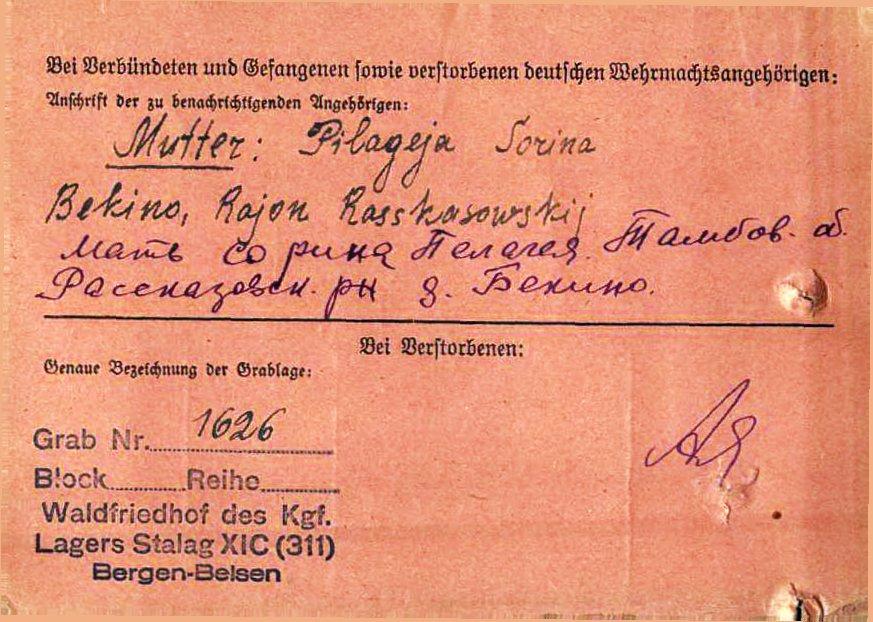 Bei Verbündeten und Gefangenen sowie verstorbenen deutschen Wehrmachtsangehörigen:
Anschrift der zu benachrichtigenden Angehörigen:
Mutter: Pilageja Sorina
Bekino, Rajon Rasskasowskij
Мать Сорина Пелагея. Тамбов. об.
Рассказовск. рн д. Бекино.
Bei Verstorbenen:
Genaue Bezeichnung der Grablage:
Grab Nr. 1626
Block Reihe
Waldfriedhof des Kgf.
Lagers Stalag XIC (311)
Bergen-Belsen